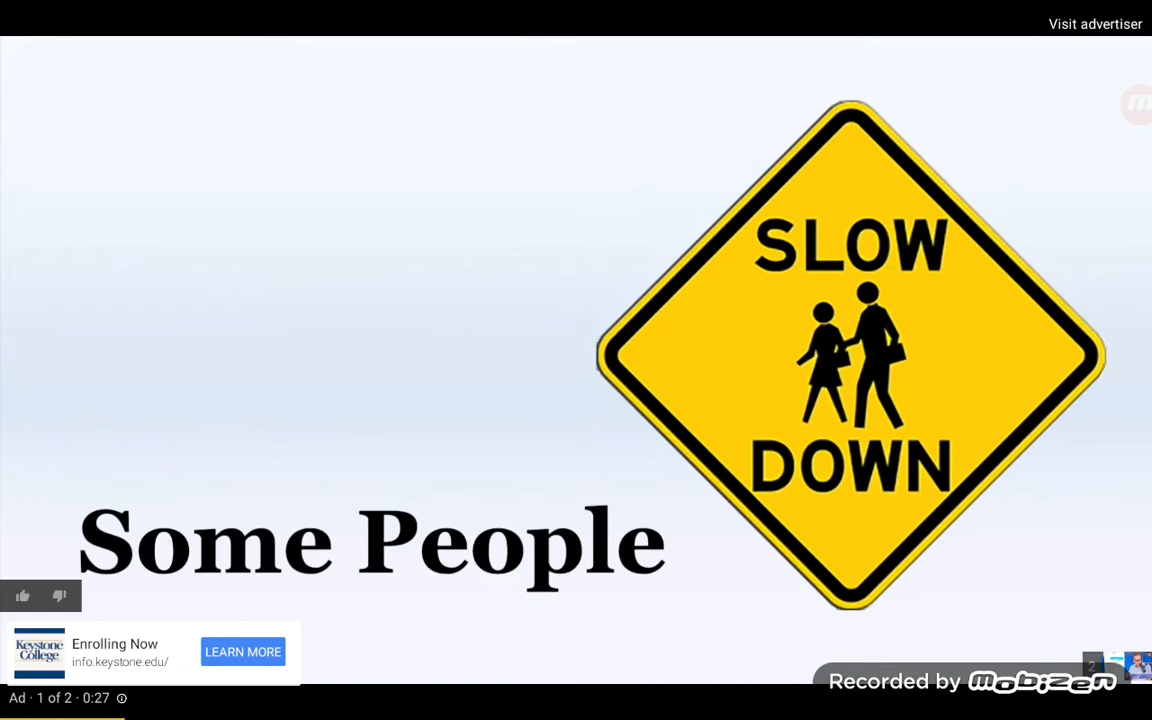 Visit advertiser
SLOW
DOWN
Some People
Keystone
College
Enrolling Now
info.keystone.edu/
LEARN MORE
2
Recorded by mobizen
Ad · 1 of 2 · 0:27